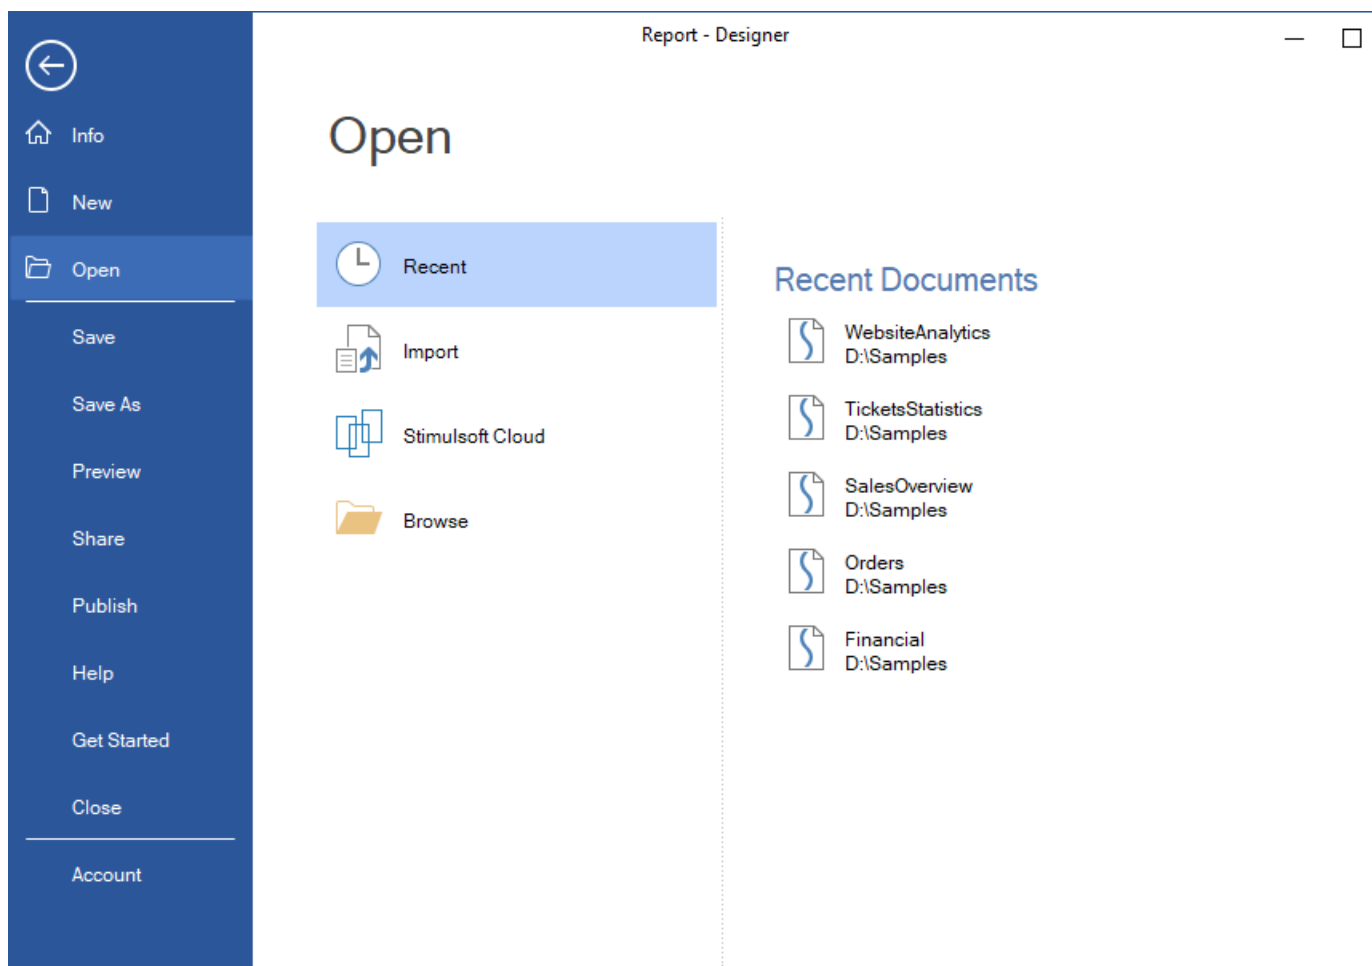 Report - Designer
Info
New
Open
Save
Save As
Preview
Share
Publish
Help
Get Started
Close
Account
Open
Recent
Import
Stimulsoft Cloud
Browse
Recent Documents
WebsiteAnalytics
D:\Samples
TicketsStatistics
D:\Samples
SalesOverview
D:\Samples
Orders
D:\Samples
Financial
D:\Samples